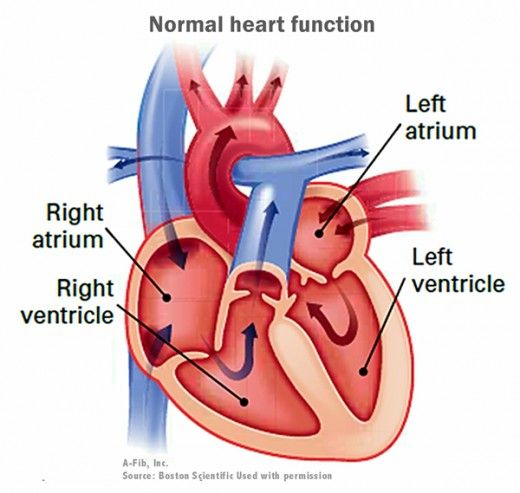 Normal heart function
Left
atrium
Right
atrium
Left
ventricle
Right
ventricle
A-Fib, Inc.
Source: Boston Scientific Used with permission